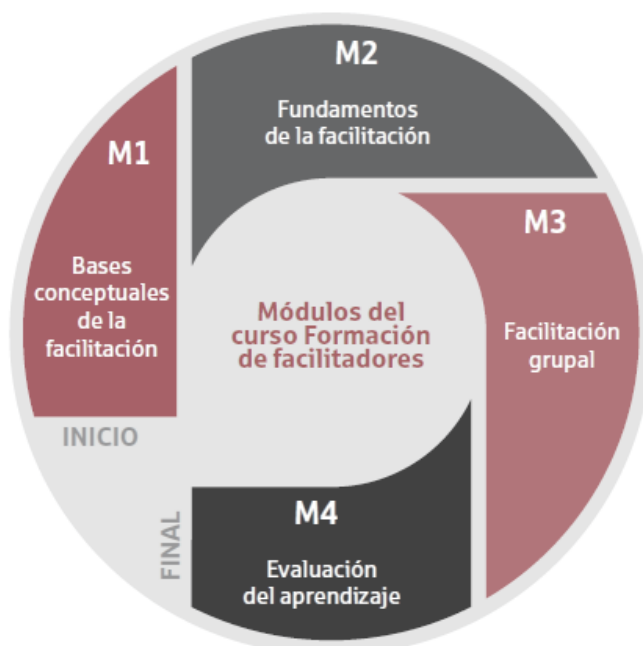 M1
Bases
conceptuales
de la
facilitación
INICIO
M2
Fundamentos
de la facilitación
M3
Facilitación
grupal
M4
Evaluación
del aprendizaje
FINAL
Módulos del
curso Formación
de facilitadores